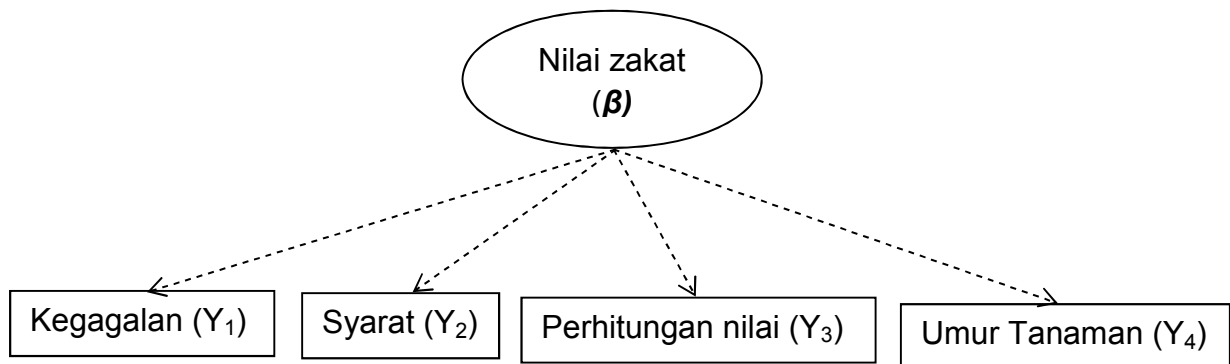 Nilai zakat
(β)
Kegagalan (Y₁)
Syarat (Y₂)
Perhitungan nilai (Y₃)
Umur Tanaman (Y₄)